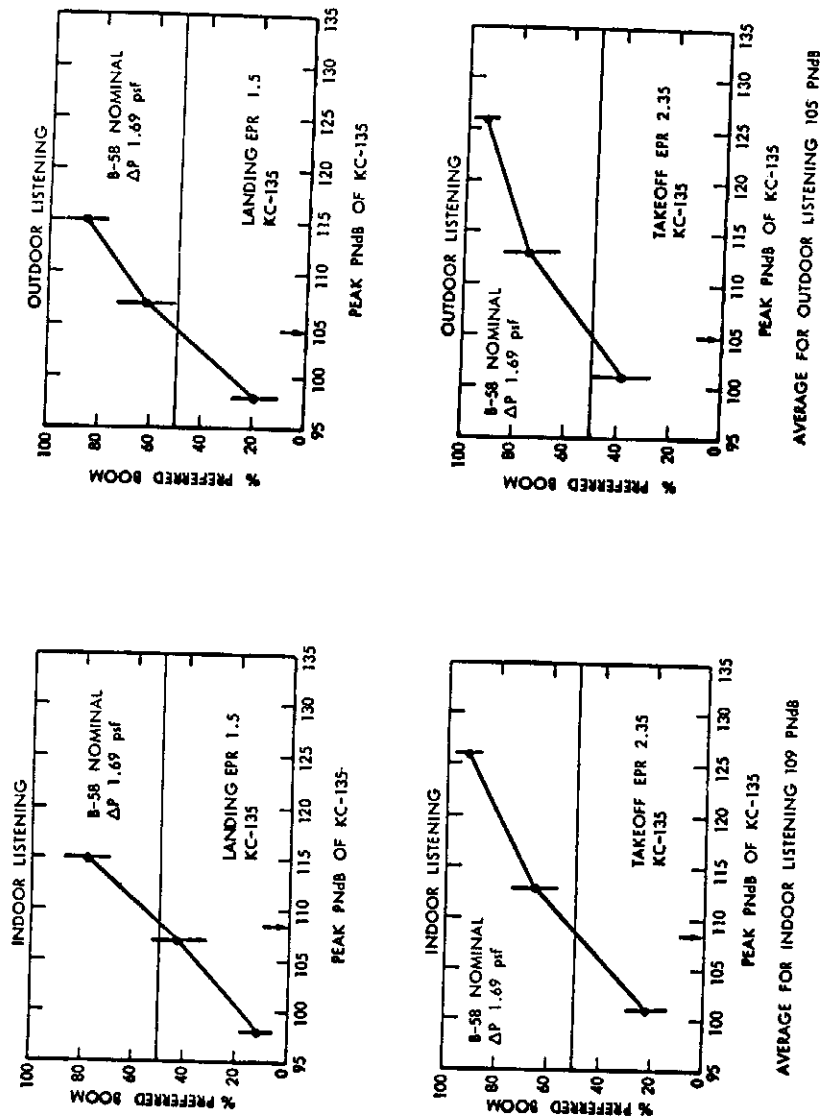 INDOOR LISTENING
100
80
60
40
20
0
% PREFERRED BOOM
B-58 NOMINAL
ΔP 1.69 psf
LANDING EPR 1.5
KC-135
95 100 105 110 115 120 125 130 135
PEAK PNdB OF KC-135
OUTDOOR LISTENING
100
80
60
40
20
0
% PREFERRED BOOM
B-58 NOMINAL
ΔP 1.69 psf
LANDING EPR 1.5
KC-135
95 100 105 110 115 120 125 130 135
PEAK PNdB OF KC-135
INDOOR LISTENING
100
80
60
40
20
0
% PREFERRED BOOM
B-58 NOMINAL
ΔP 1.69 psf
TAKEOFF EPR 2.35
KC-135
95 100 105 110 115 120 125 130 135
PEAK PNdB OF KC-135
AVERAGE FOR INDOOR LISTENING 109 PNdB
OUTDOOR LISTENING
100
80
60
40
20
0
% PREFERRED BOOM
B-58 NOMINAL
ΔP 1.69 psf
TAKEOFF EPR 2.35
KC-135
95 100 105 110 115 120 125 130 135
PEAK PNdB OF KC-135
AVERAGE FOR OUTDOOR LISTENING 105 PNdB